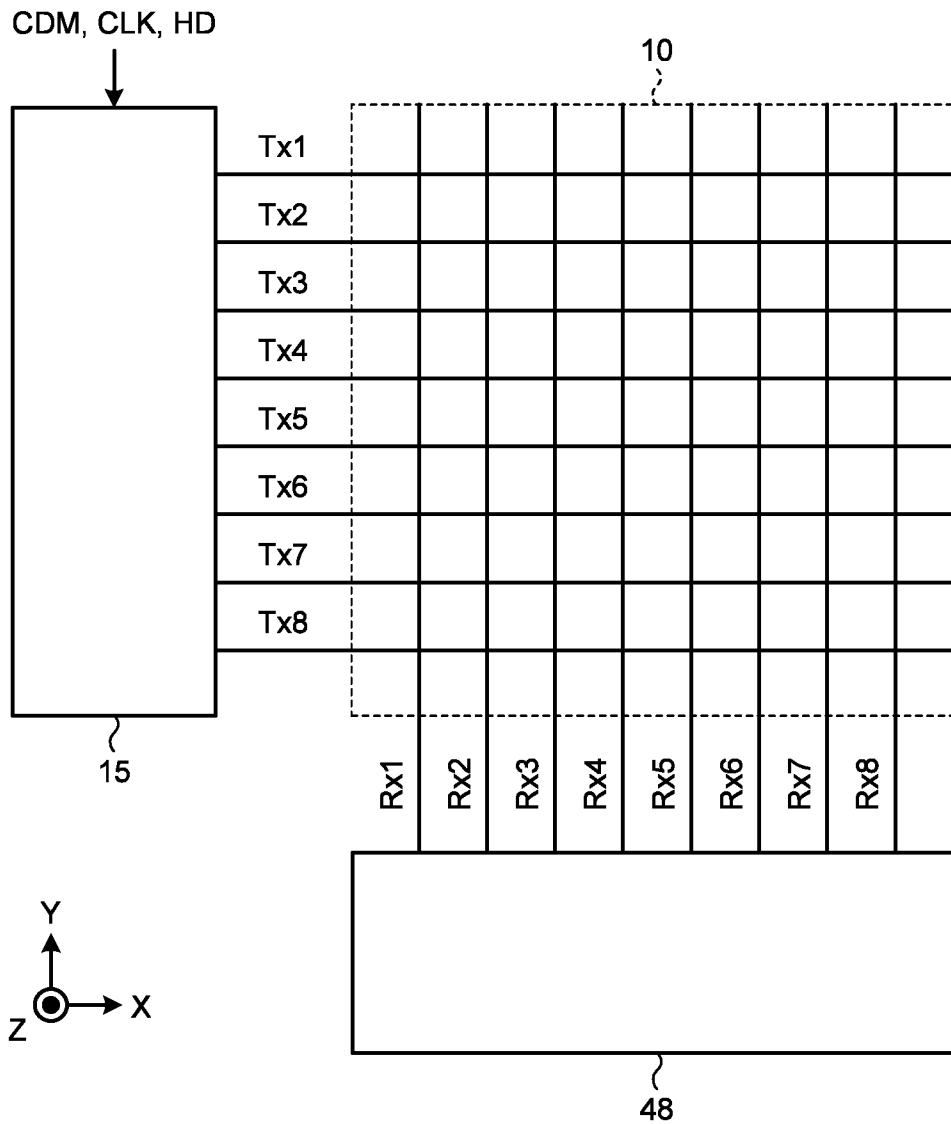 CDM, CLK, HD
10
Tx1
Tx2
Tx3
Tx4
Tx5
Tx6
Tx7
Tx8
15
Rx1
Rx2
Rx3
Rx4
Rx5
Rx6
Rx7
Rx8
Y
X
Z
48